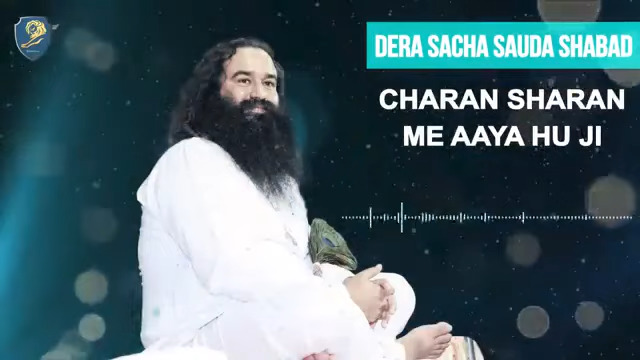 DERA SACHA SAUDA SHABAD
CHARAN SHARAN
ME AAYA HU JI